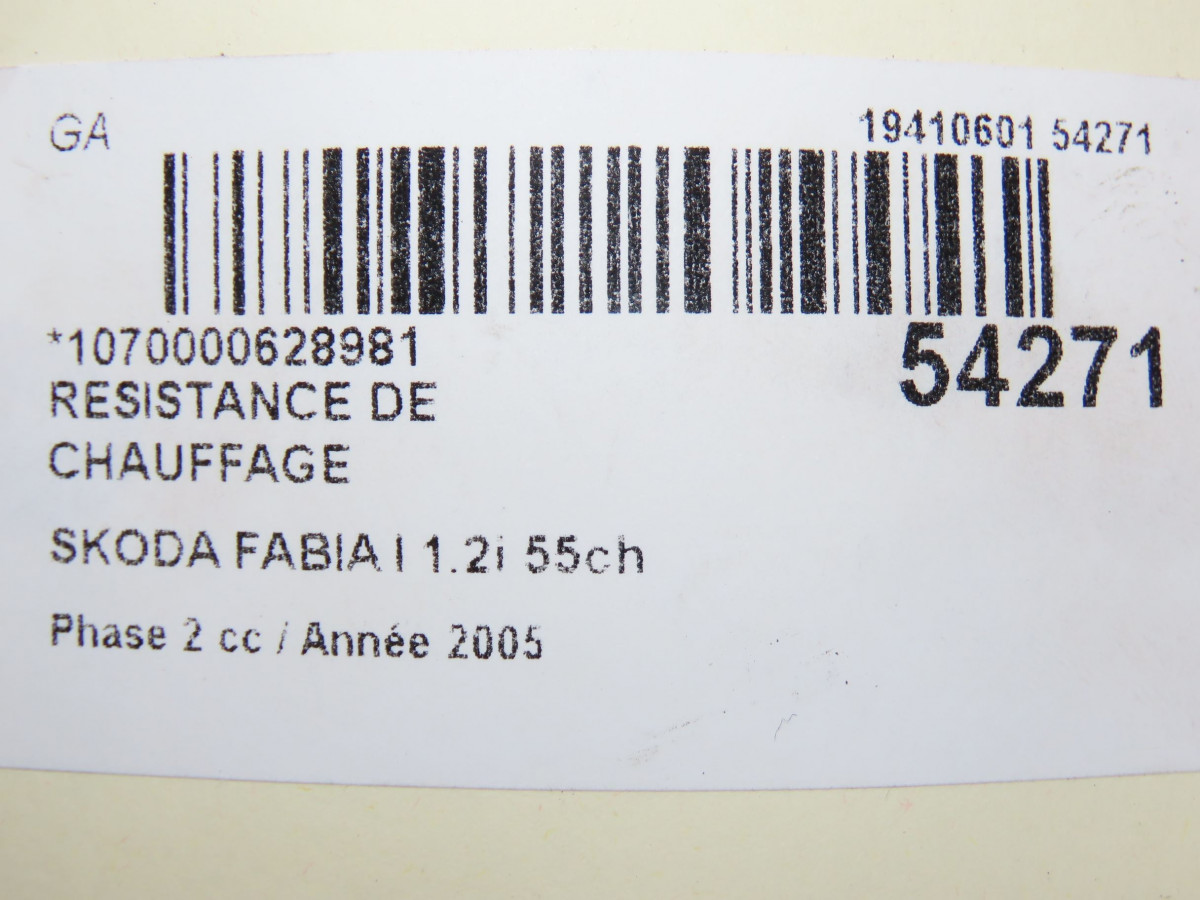 GA
19410601 54271
*1070000628981
54271
RESISTANCE DE
CHAUFFAGE
SKODA FABIA I 1.2i 55ch
Phase 2 cc / Année 2005